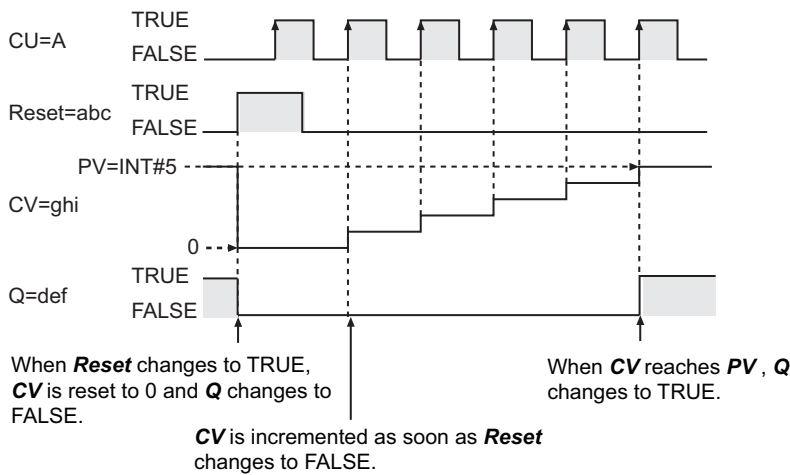 TRUE
CU=A
FALSE
TRUE
Reset=abc
FALSE
PV=INT#5
CV=ghi
0
TRUE
Q=def
FALSE
When Reset changes to TRUE,
CV is reset to 0 and Q changes to
FALSE.
CV is incremented as soon as Reset
changes to FALSE.
When CV reaches PV , Q
changes to TRUE.